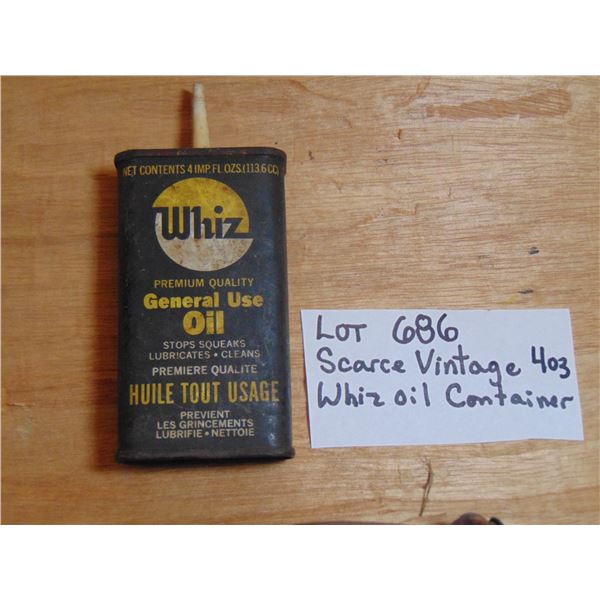 NET CONTENTS 4 IMP. FL OZS. (113.6 CC)
Whiz
PREMIUM QUALITY
General Use
Oil
STOPS SQUEAKS
LUBRICATES • CLEANS
PREMIERE QUALITE
HUILE TOUT USAGE
PREVIENT
LES GRINCEMENTS
LUBRIFIE • NETTOIE
LOT 686
Scarce Vintage 4oz
Whiz oil Container